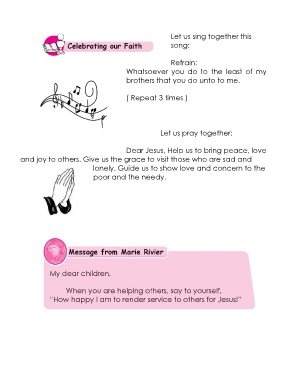 Celebrating our Faith
Let us sing together this
song:
Refrain:
Whatsoever you do to the least of my
brothers that you do unto to me.
( Repeat 3 times )
Let us pray together:
Dear Jesus, Help us to bring peace, love
and joy to others. Give us the grace to visit those who are sad and
lonely. Guide us to show love and concern to the
poor and the needy.
Message from Marie Rivier
My dear children,
When you are helping others, say to yourself,
"How happy I am to render service to others for Jesus!"